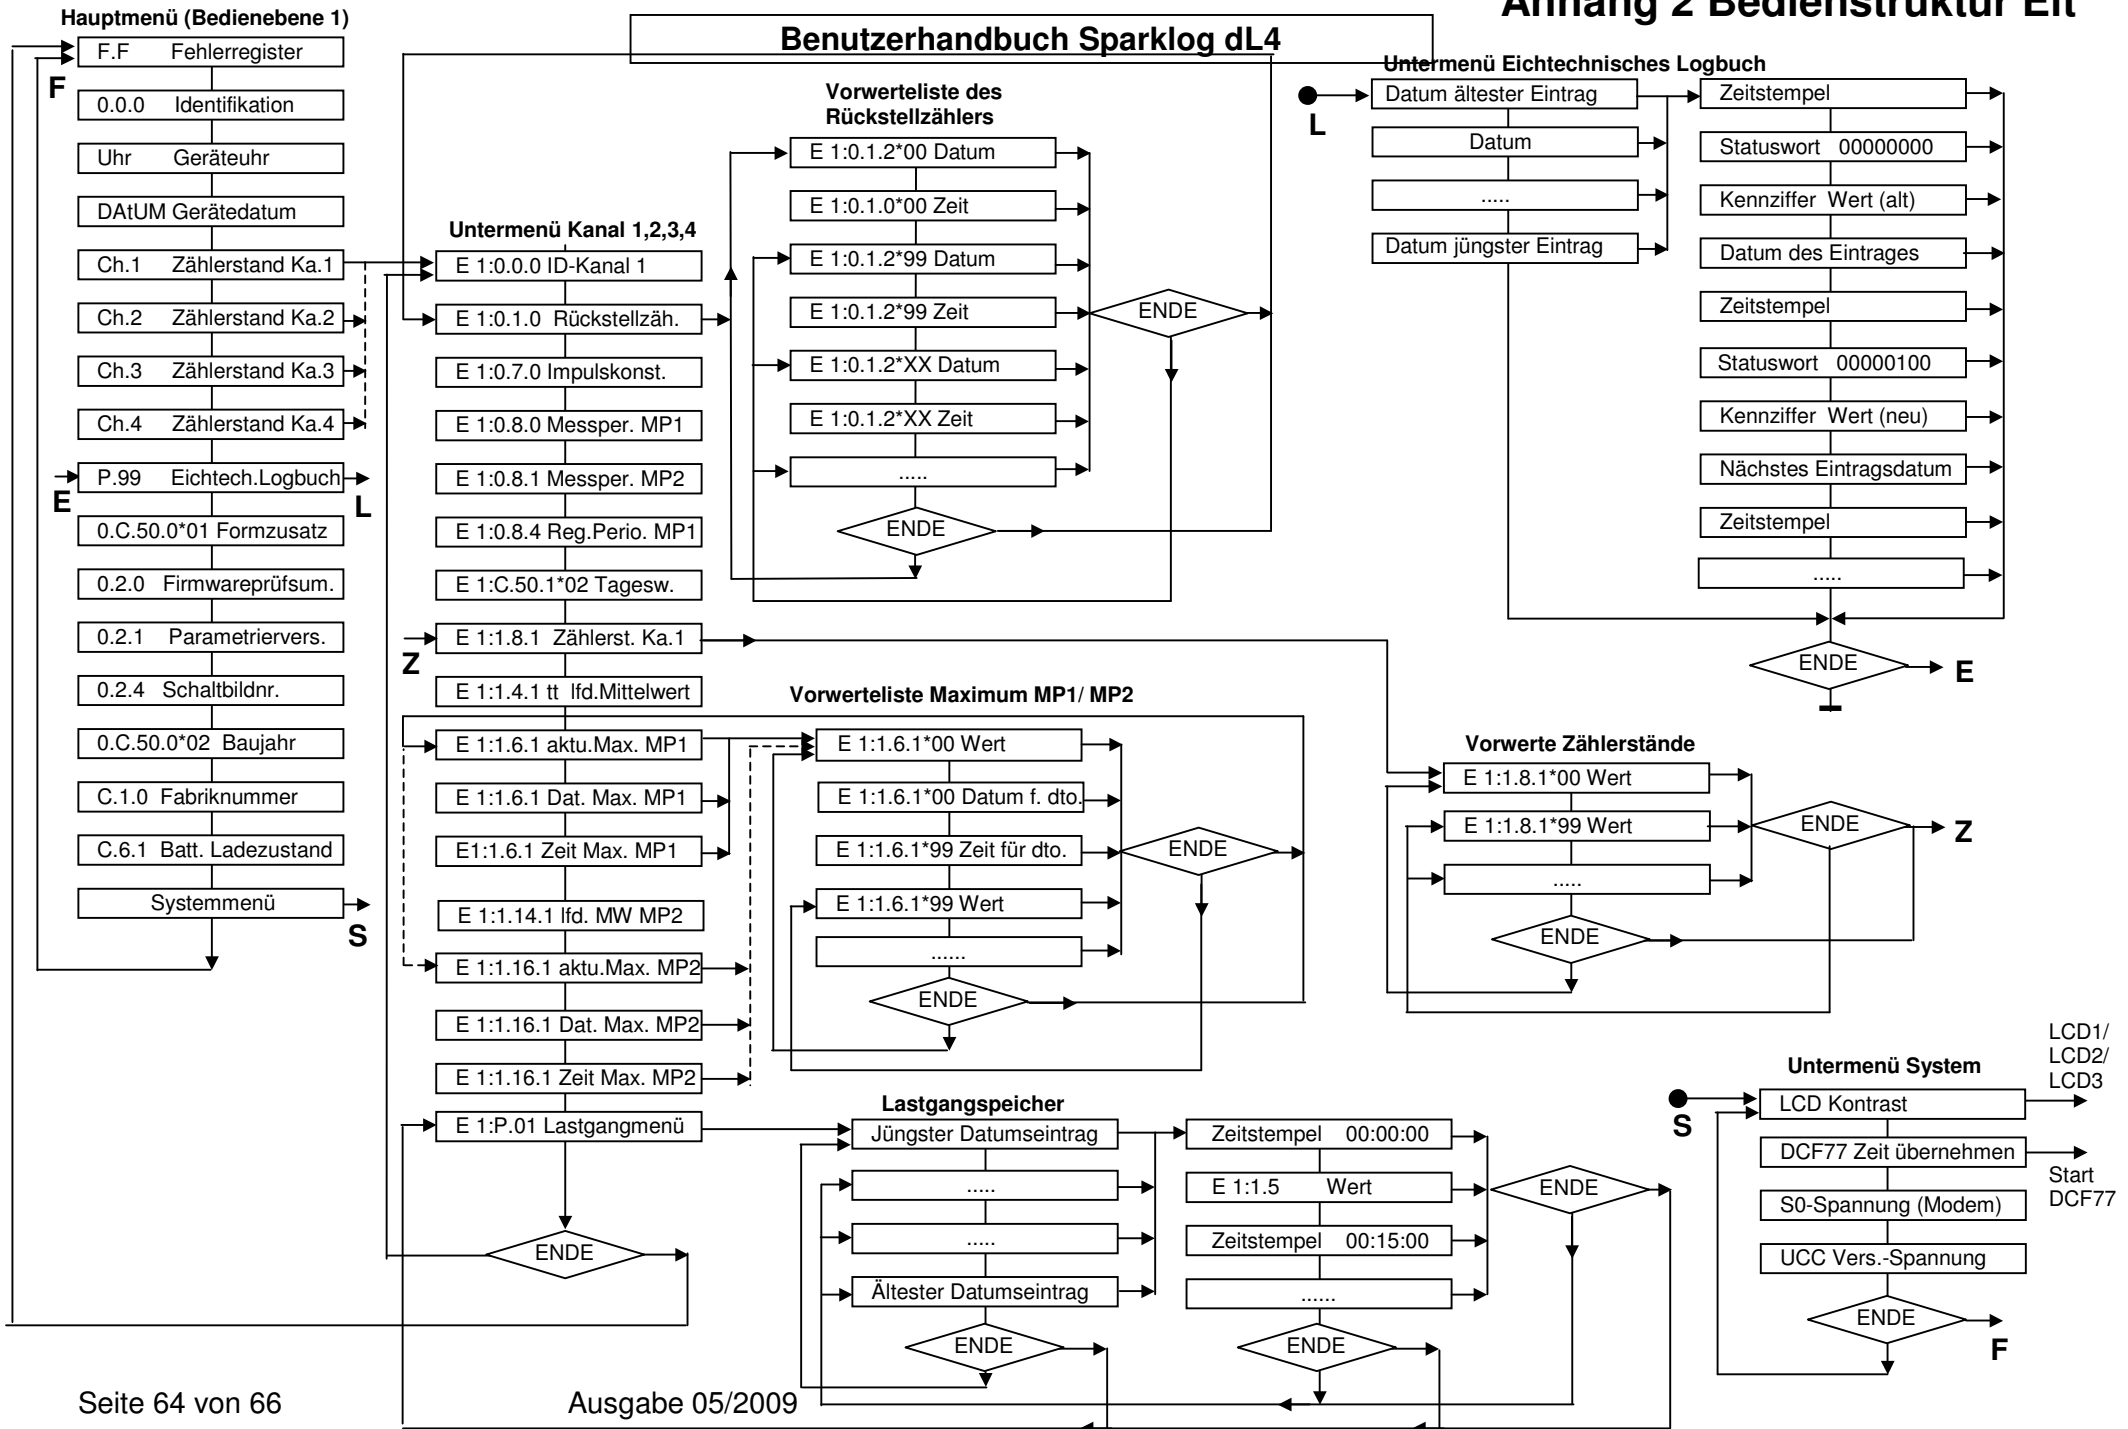 Anhang 2 Bedienstruktur Elt
Benutzerhandbuch Sparklog dL4
Hauptmenü (Bedienebene 1)
F.F Fehlerregister
F
0.0.0 Identifikation
Uhr Geräteuhr
DAtUM Gerätedatum
Ch.1 Zählerstand Ka.1
Ch.2 Zählerstand Ka.2
Ch.3 Zählerstand Ka.3
Ch.4 Zählerstand Ka.4
P.99 Eichtech.Logbuch
E
L
0.C.50.0*01 Formzusatz
0.2.0 Firmwareprüfsum.
0.2.1 Parametriervers.
0.2.4 Schaltbildnr.
0.C.50.0*02 Baujahr
C.1.0 Fabriknummer
C.6.1 Batt. Ladezustand
Systemmenü
S
Untermenü Kanal 1,2,3,4
E 1:0.0.0 ID-Kanal 1
E 1:0.1.0 Rückstellzäh.
E 1:0.7.0 Impulskonst.
E 1:0.8.0 Messper. MP1
E 1:0.8.1 Messper. MP2
E 1:0.8.4 Reg.Perio. MP1
E 1:C.50.1*02 Tagesw.
E 1:1.8.1 Zählerst. Ka.1
Z
E 1:1.4.1 tt lfd.Mittelwert
E 1:1.6.1 aktu.Max. MP1
E 1:1.6.1 Dat. Max. MP1
E1:1.6.1 Zeit Max. MP1
E 1:1.14.1 lfd. MW MP2
E 1:1.16.1 aktu.Max. MP2
E 1:1.16.1 Dat. Max. MP2
E 1:1.16.1 Zeit Max. MP2
E 1:P.01 Lastgangmenü
ENDE
Vorwerteliste des
Rückstellzählers
E 1:0.1.2*00 Datum
E 1:0.1.0*00 Zeit
E 1:0.1.2*99 Datum
E 1:0.1.2*99 Zeit
E 1:0.1.2*XX Datum
E 1:0.1.2*XX Zeit
.....
ENDE
ENDE
Vorwerteliste Maximum MP1/ MP2
E 1:1.6.1*00 Wert
E 1:1.6.1*00 Datum f. dto.
E 1:1.6.1*99 Zeit für dto.
E 1:1.6.1*99 Wert
......
ENDE
ENDE
Lastgangspeicher
Jüngster Datumseintrag
.....
.....
Ältester Datumseintrag
ENDE
Zeitstempel 00:00:00
E 1:1.5 Wert
Zeitstempel 00:15:00
......
ENDE
ENDE
Untermenü Eichtechnisches Logbuch
L
Datum ältester Eintrag
Datum
.....
Datum jüngster Eintrag
Zeitstempel
Statuswort 00000000
Kennziffer Wert (alt)
Datum des Eintrages
Zeitstempel
Statuswort 00000100
Kennziffer Wert (neu)
Nächstes Eintragsdatum
Zeitstempel
.....
ENDE
E
Vorwerte Zählerstände
E 1:1.8.1*00 Wert
E 1:1.8.1*99 Wert
.....
ENDE
ENDE
Z
Untermenü System
S
LCD Kontrast
LCD1/
LCD2/
LCD3
DCF77 Zeit übernehmen
Start
DCF77
S0-Spannung (Modem)
UCC Vers.-Spannung
ENDE
F
Seite 64 von 66
Ausgabe 05/2009